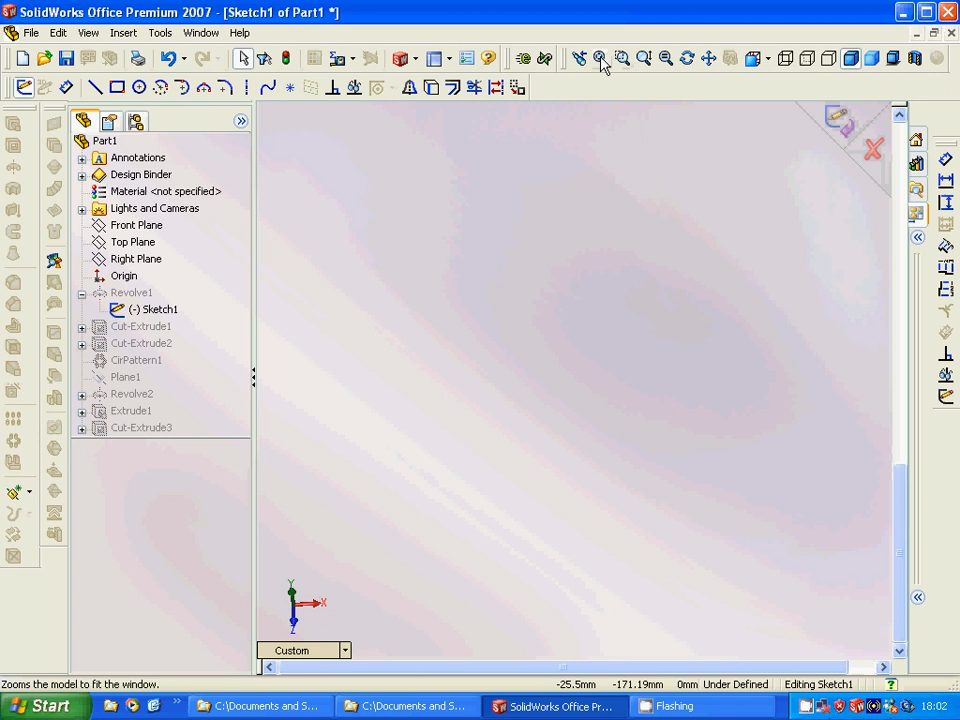 SolidWorks Office Premium 2007 - [Sketch1 of Part1 *]
File Edit View Insert Tools Window Help
Part1
Annotations
Design Binder
Material <not specified>
Lights and Cameras
Front Plane
Top Plane
Right Plane
Origin
Revolve1
(-) Sketch1
Cut-Extrude1
Cut-Extrude2
CirPattern1
Plane1
Revolve2
Extrude1
Cut-Extrude3
Y
X
Z
Custom
Zooms the model to fit the window. -25.5mm -171.19mm 0mm Under Defined Editing Sketch1
Start C:\Documents and S... C:\Documents and S... SolidWorks Office Pr... Flashing 18:02